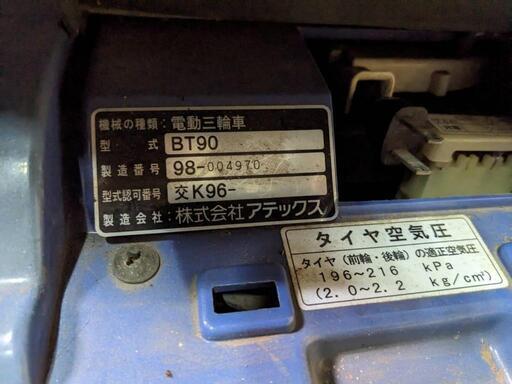 機械の種類: 電動三輪車
型式 BT90
製造番号 98-004970
型式認可番号 交K96-
製造会社: 株式会社アテックス
タイヤ空気圧
タイヤ(前輪・後輪)の適正空気圧
196~216 kPa
(2.0~2.2 kg/cm²)